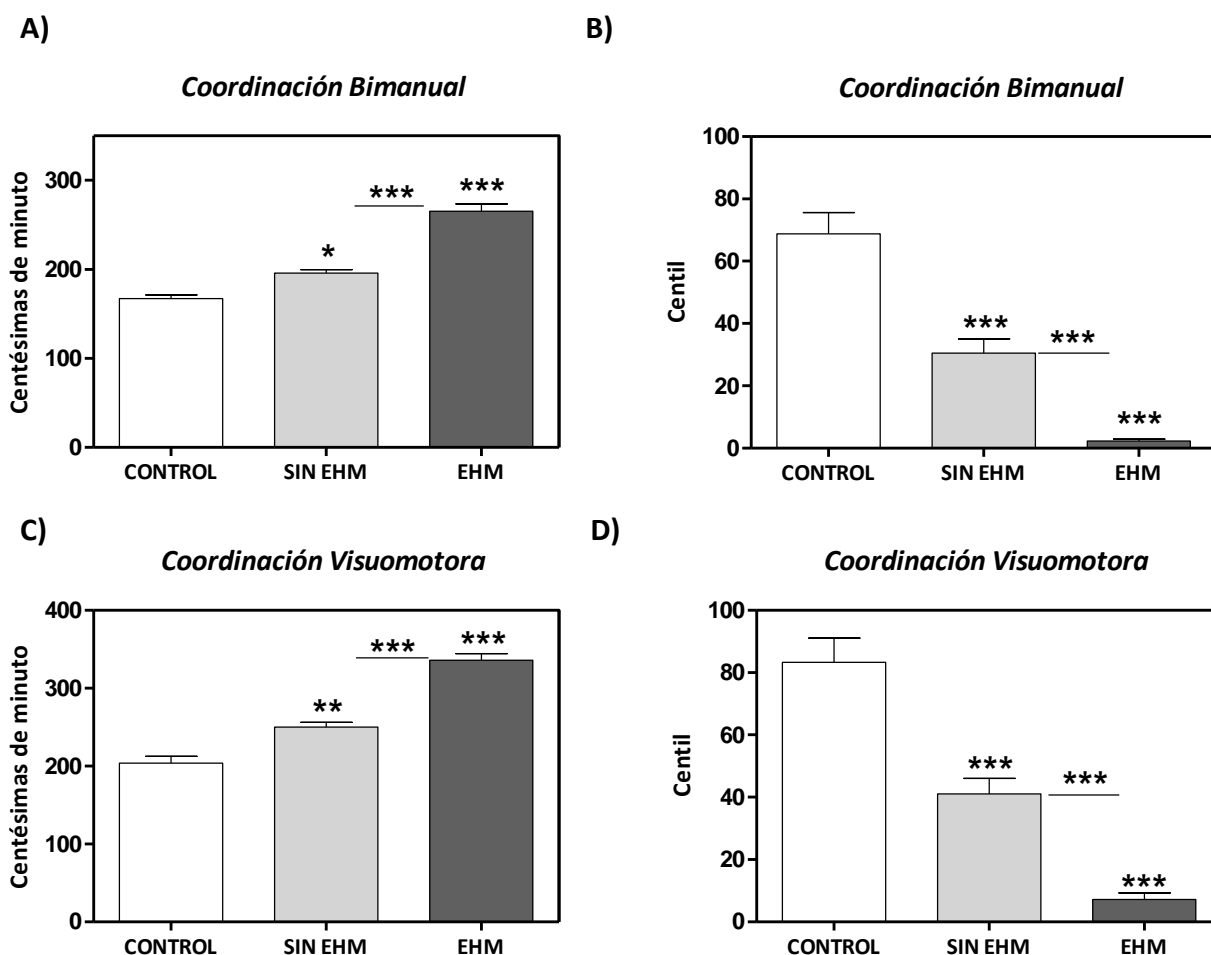 A)
Coordinación Bimanual
Centésimas de minuto
300
200
100
0
***
***
*
CONTROL SIN EHM EHM
B)
Coordinación Bimanual
Centil
100
80
60
40
20
0
***
***
***
CONTROL SIN EHM EHM
C)
Coordinación Visuomotora
Centésimas de minuto
400
300
200
100
0
***
***
**
CONTROL SIN EHM EHM
D)
Coordinación Visuomotora
Centil
100
80
60
40
20
0
***
***
***
CONTROL SIN EHM EHM